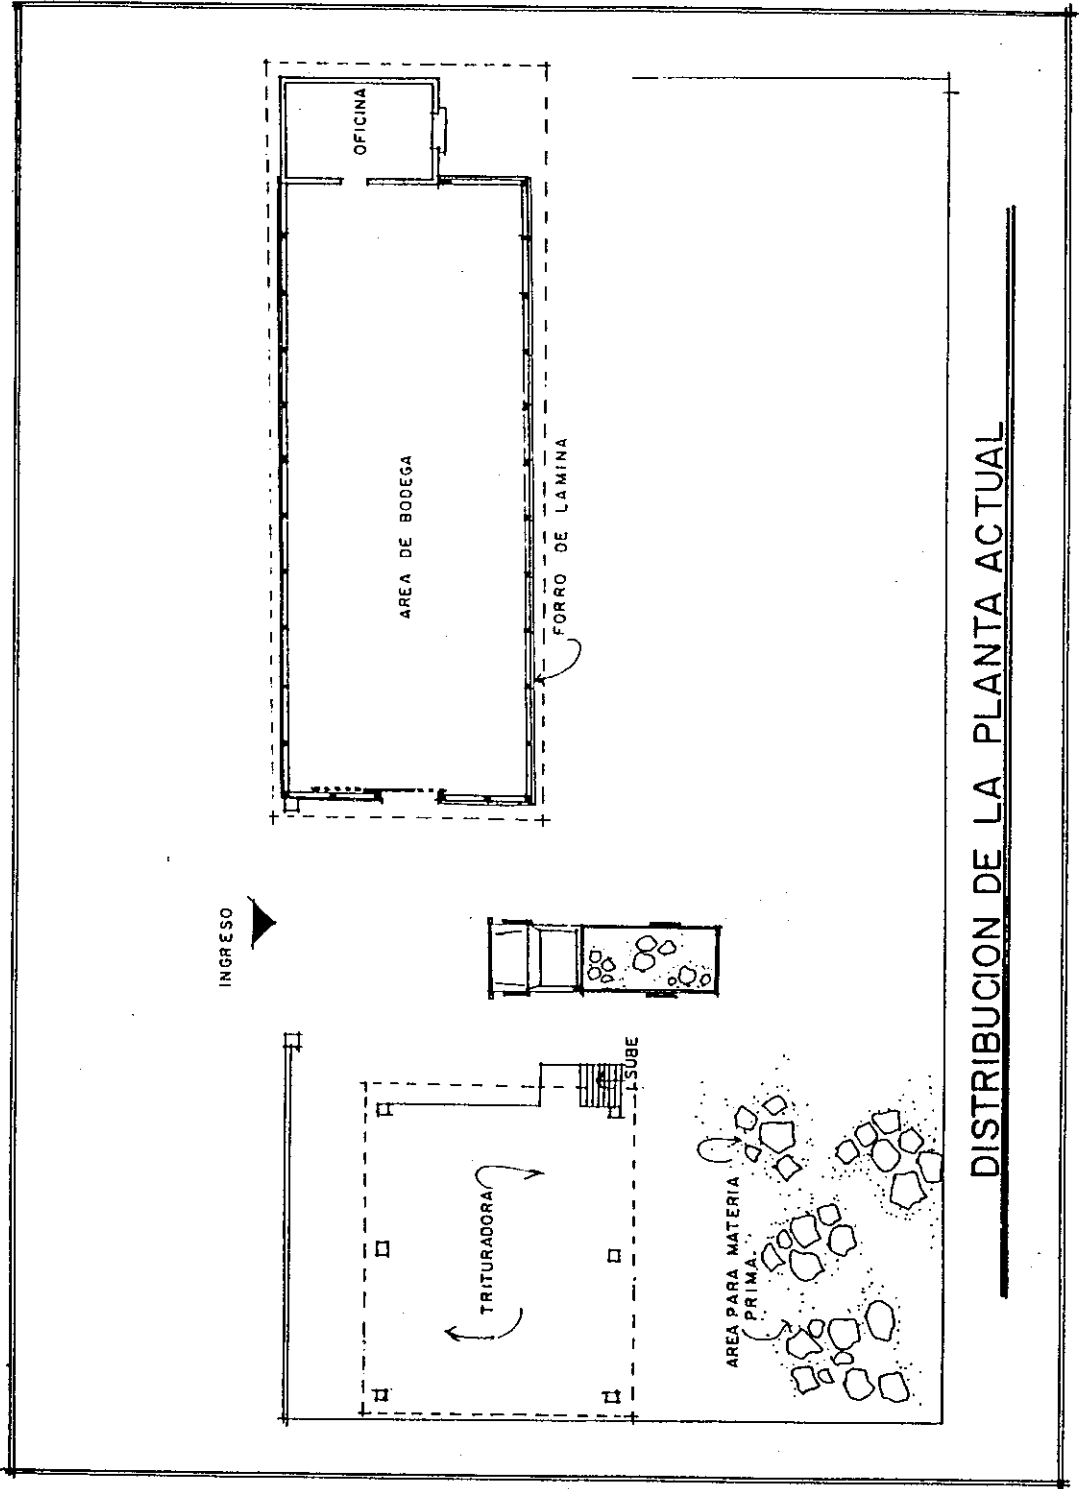 INGRESO
TRITURADORA
SUBE
AREA PARA MATERIA
PRIMA.
AREA DE BODEGA
FORRO DE LAMINA
OFICINA
DISTRIBUCION DE LA PLANTA ACTUAL